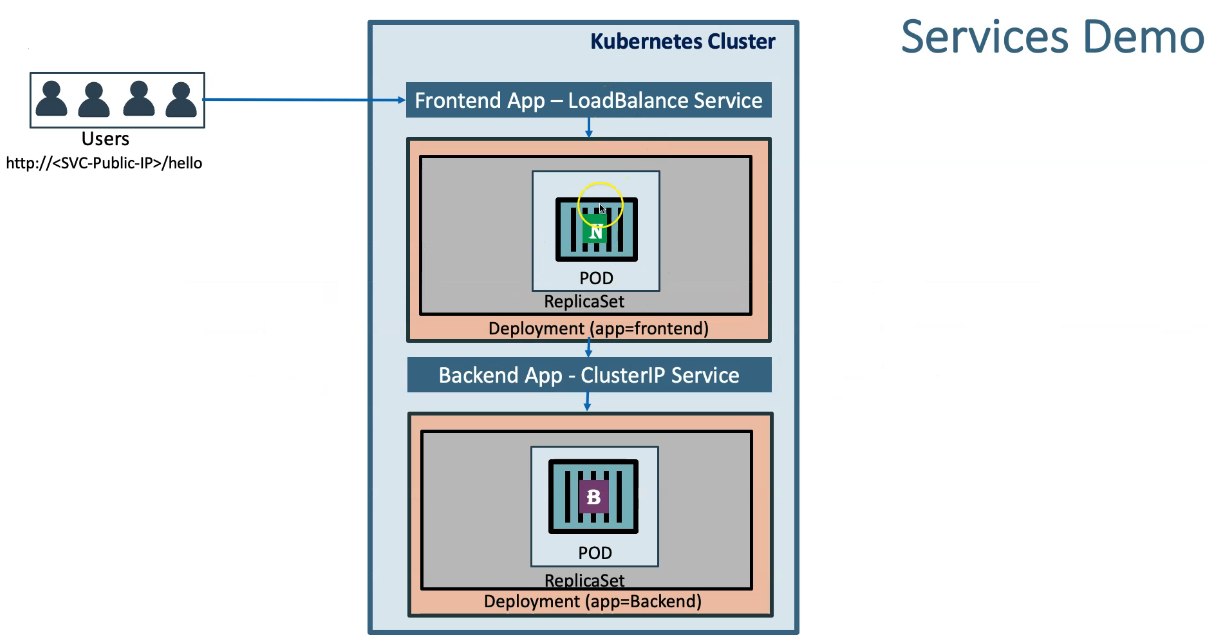 Services Demo
Kubernetes Cluster
Frontend App – LoadBalance Service
Users
http://<SVC-Public-IP>/hello
N
POD
ReplicaSet
Deployment (app=frontend)
Backend App - ClusterIP Service
B
POD
ReplicaSet
Deployment (app=Backend)